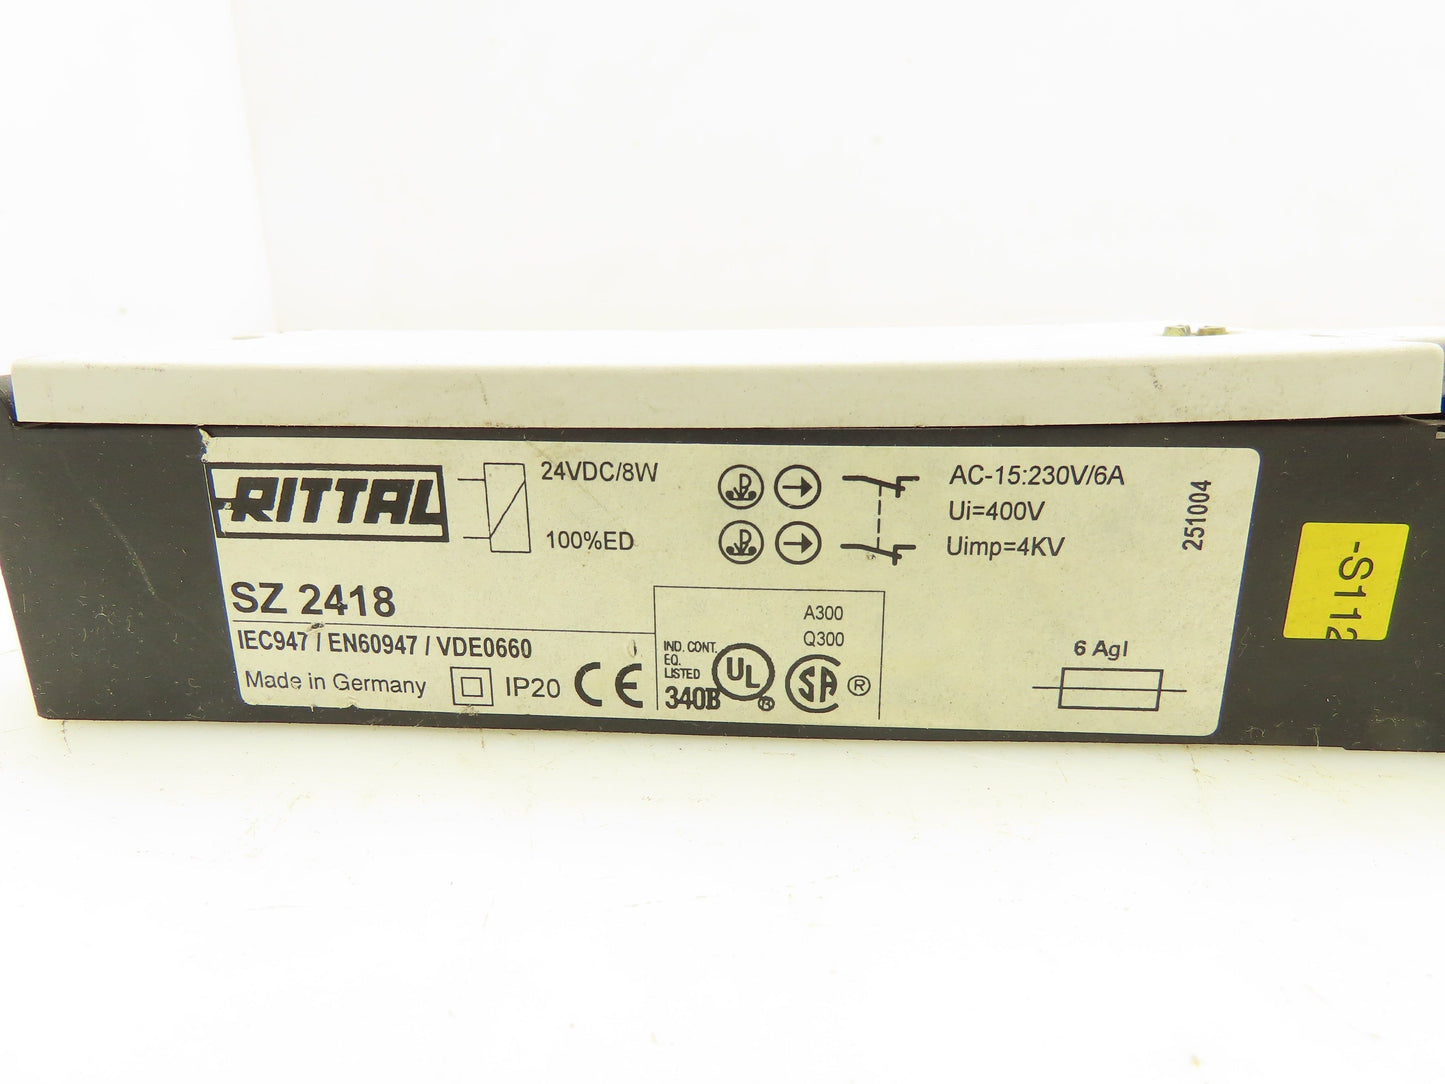 RITTAL
24VDC/8W
100%ED
AC-15:230V/6A
Ui=400V
Uimp=4KV
251004
SZ 2418
IEC947 / EN60947 / VDE0660
Made in Germany
IP20
CE
A300
Q300
IND. CONT.
EQ.
LISTED
340B
UL
®
SA
®
6 Agl
-S112